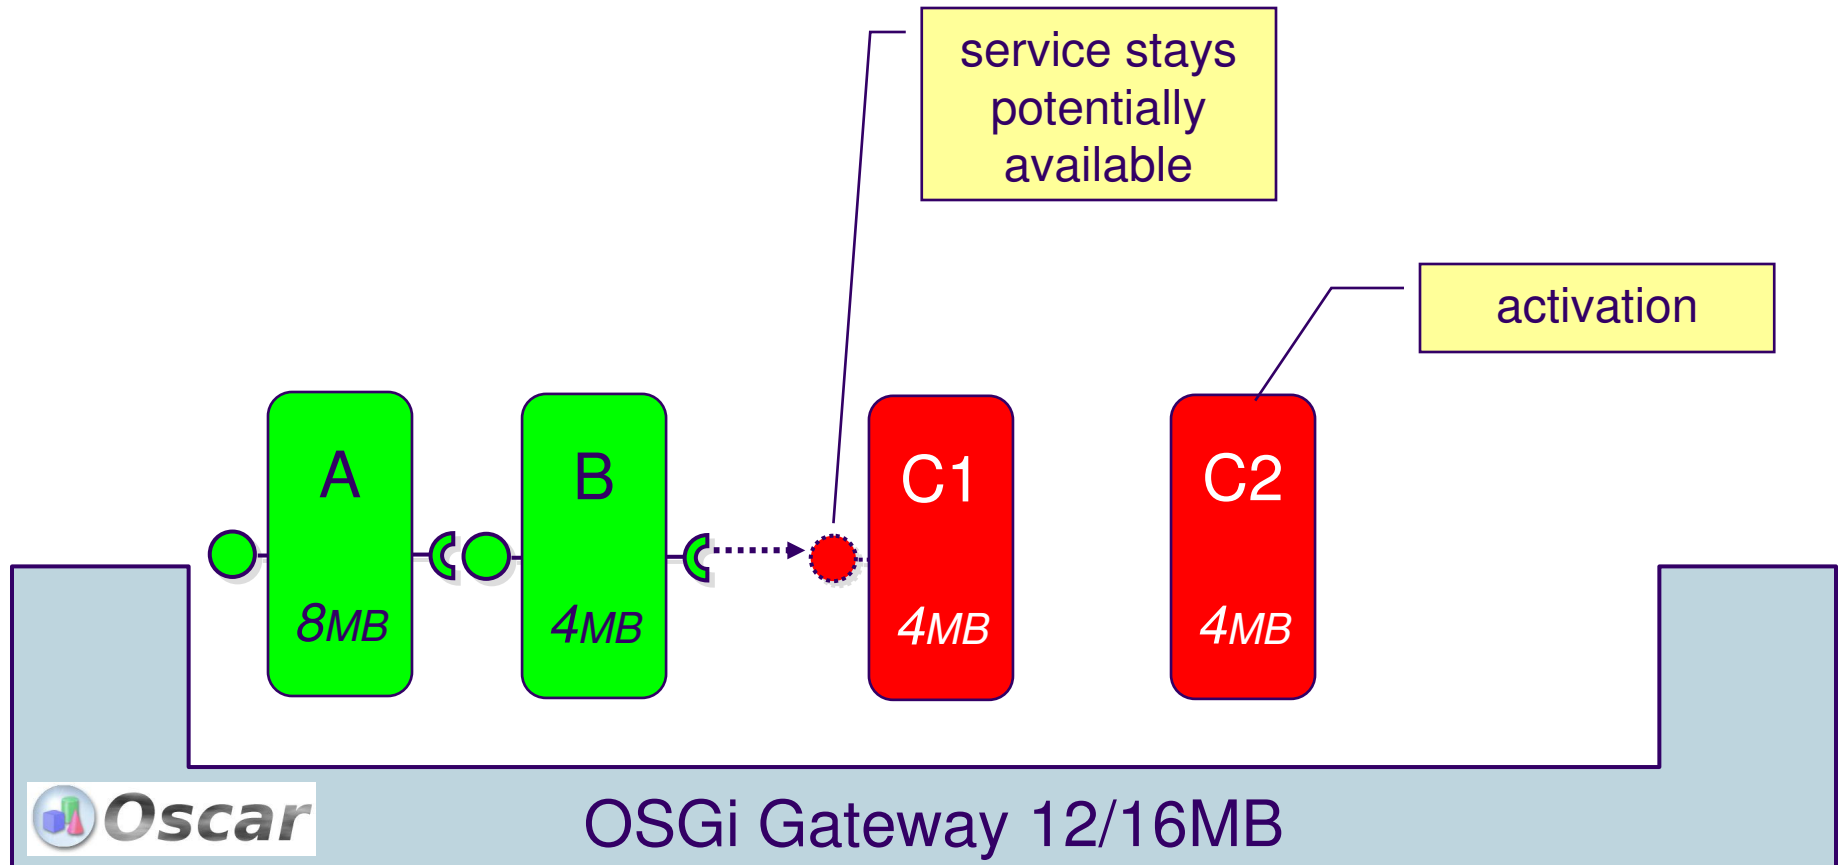 service stays
potentially
available
activation
A
B
C1
C2
8MB
4MB
4MB
4MB
Oscar
OSGi Gateway 12/16MB